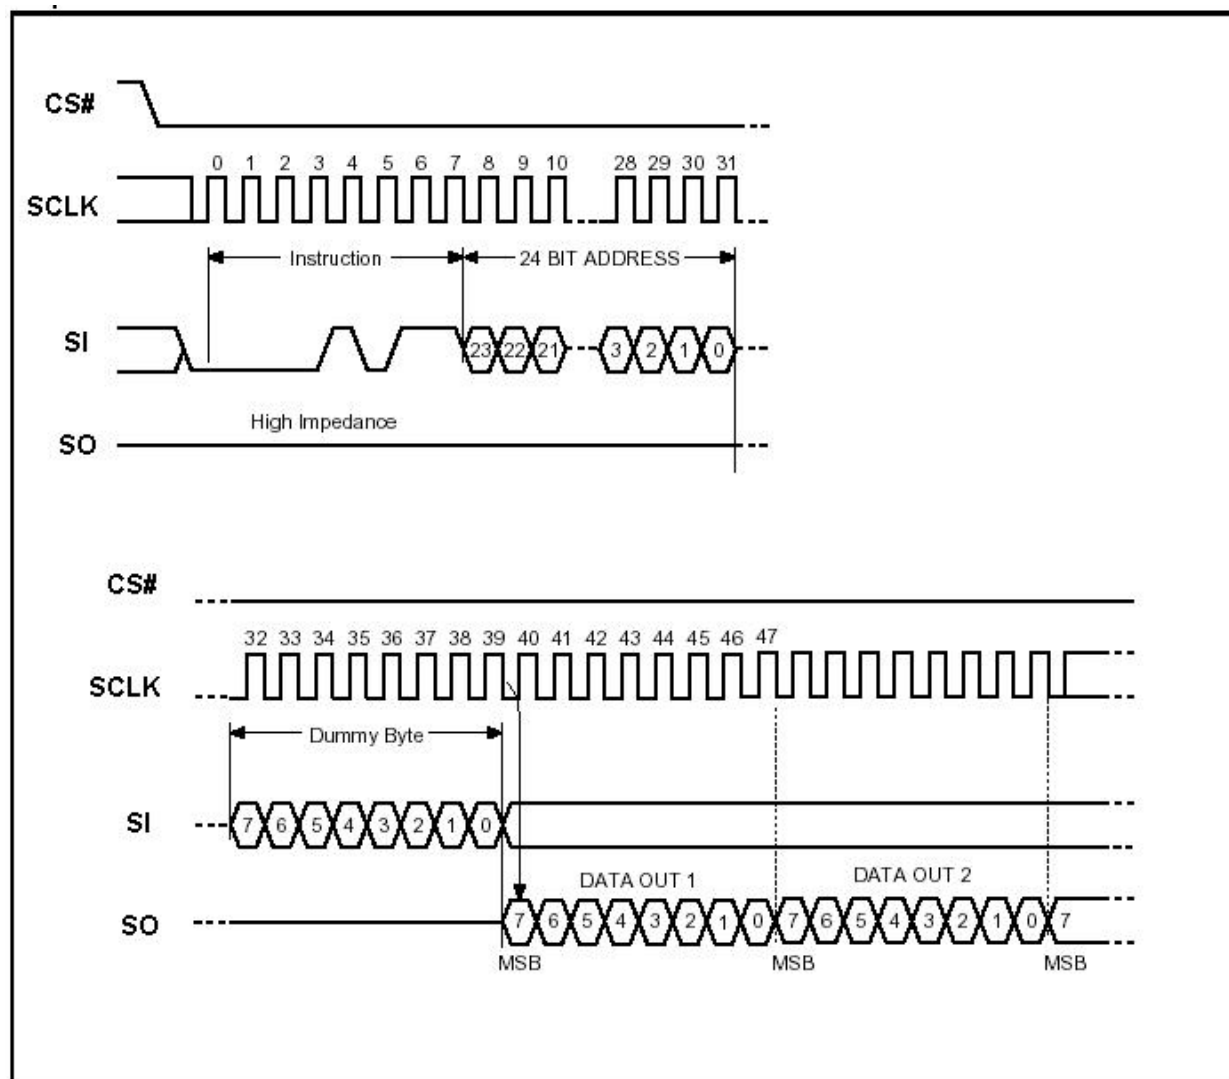 CS#
0 1 2 3 4 5 6 7 8 9 10 28 29 30 31
SCLK
Instruction 24 BIT ADDRESS
SI 23 22 21 3 2 1 0
High Impedance
SO
CS#
32 33 34 35 36 37 38 39 40 41 42 43 44 45 46 47
SCLK
Dummy Byte
SI 7 6 5 4 3 2 1 0
DATA OUT 1 DATA OUT 2
SO 7 6 5 4 3 2 1 0 7 6 5 4 3 2 1 0 7
MSB MSB MSB